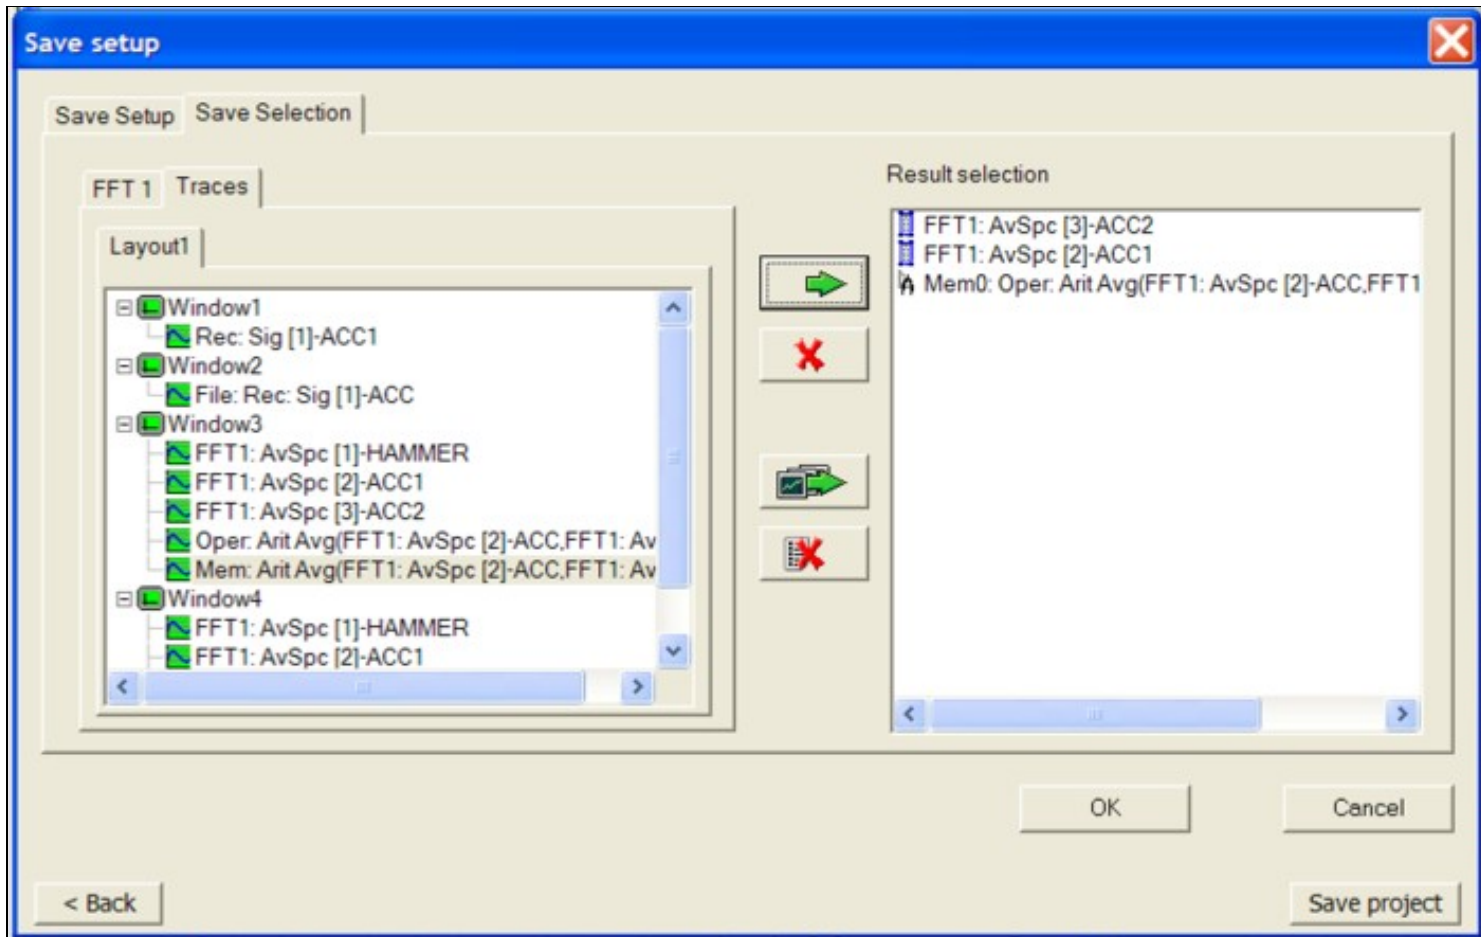 Save setup
Save Setup Save Selection
FFT 1 Traces
Layout1
Window1
Rec: Sig [1]-ACC1
Window2
File: Rec: Sig [1]-ACC
Window3
FFT1: AvSpc [1]-HAMMER
FFT1: AvSpc [2]-ACC1
FFT1: AvSpc [3]-ACC2
Oper: Arit Avg(FFT1: AvSpc [2]-ACC,FFT1: Av
Mem: Arit Avg(FFT1: AvSpc [2]-ACC,FFT1: Av
Window4
FFT1: AvSpc [1]-HAMMER
FFT1: AvSpc [2]-ACC1
Result selection
FFT1: AvSpc [3]-ACC2
FFT1: AvSpc [2]-ACC1
Mem0: Oper: Arit Avg(FFT1: AvSpc [2]-ACC,FFT1
OK Cancel
< Back Save project